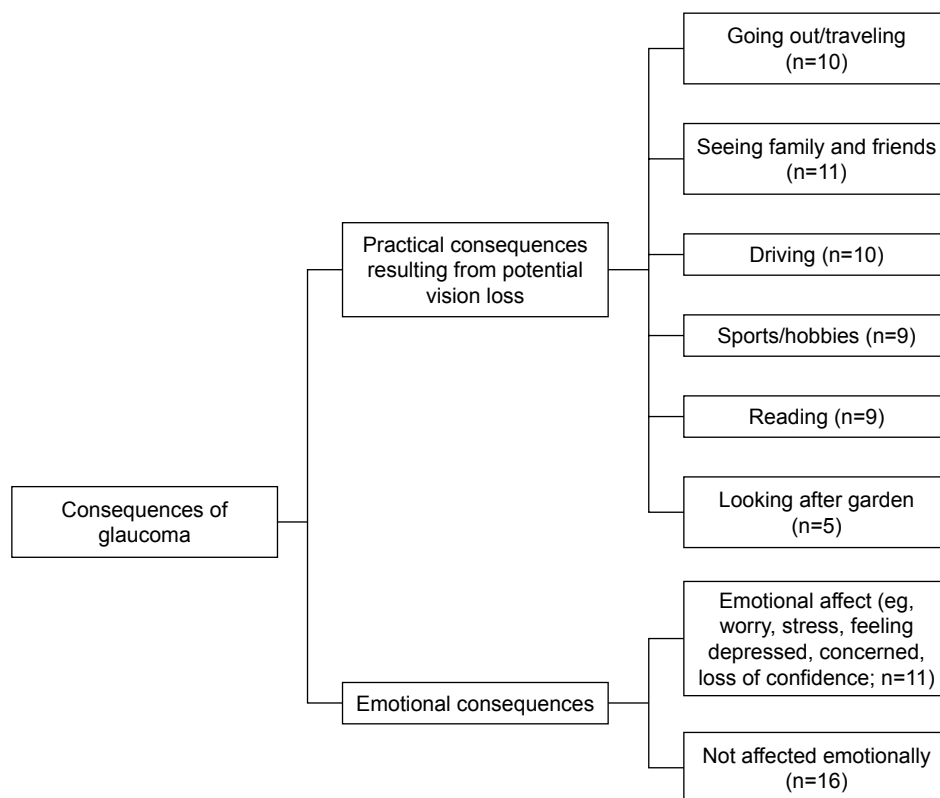 Going out/traveling
(n=10)
Seeing family and friends
(n=11)
Practical consequences
resulting from potential
vision loss
Driving (n=10)
Sports/hobbies (n=9)
Reading (n=9)
Looking after garden
(n=5)
Consequences of
glaucoma
Emotional affect (eg,
worry, stress, feeling
depressed, concerned,
loss of confidence; n=11)
Emotional consequences
Not affected emotionally
(n=16)